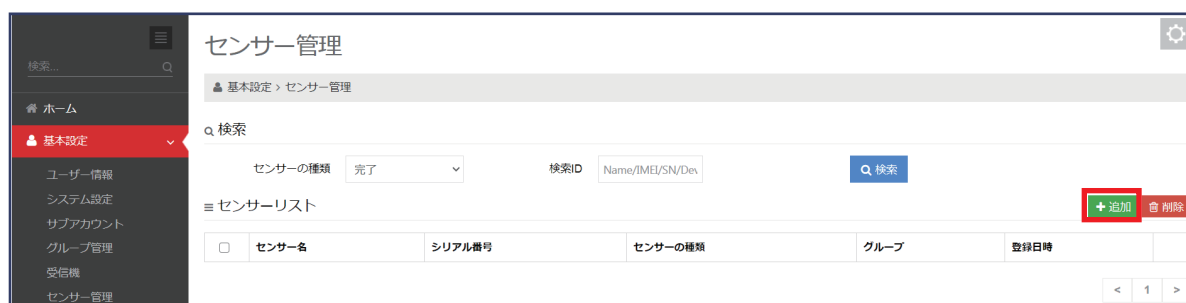 センサー管理
検索...
基本設定 > センサー管理
ホーム
検索
基本設定
センサーの種類 完了 検索ID Name/IMEI/SN/Dev 検索
ユーザー情報
システム設定
センサーリスト +追加 削除
サブアカウント
グループ管理
センサー名 シリアル番号 センサーの種類 グループ 登録日時
受信機
センサー管理
< 1 >